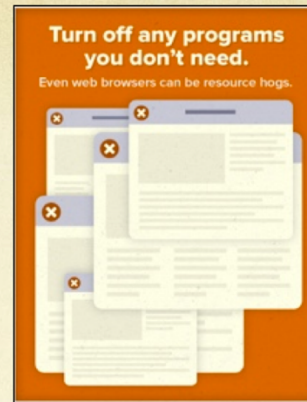 Turn off any programs
you don't need.
Even web browsers can be resource hogs.